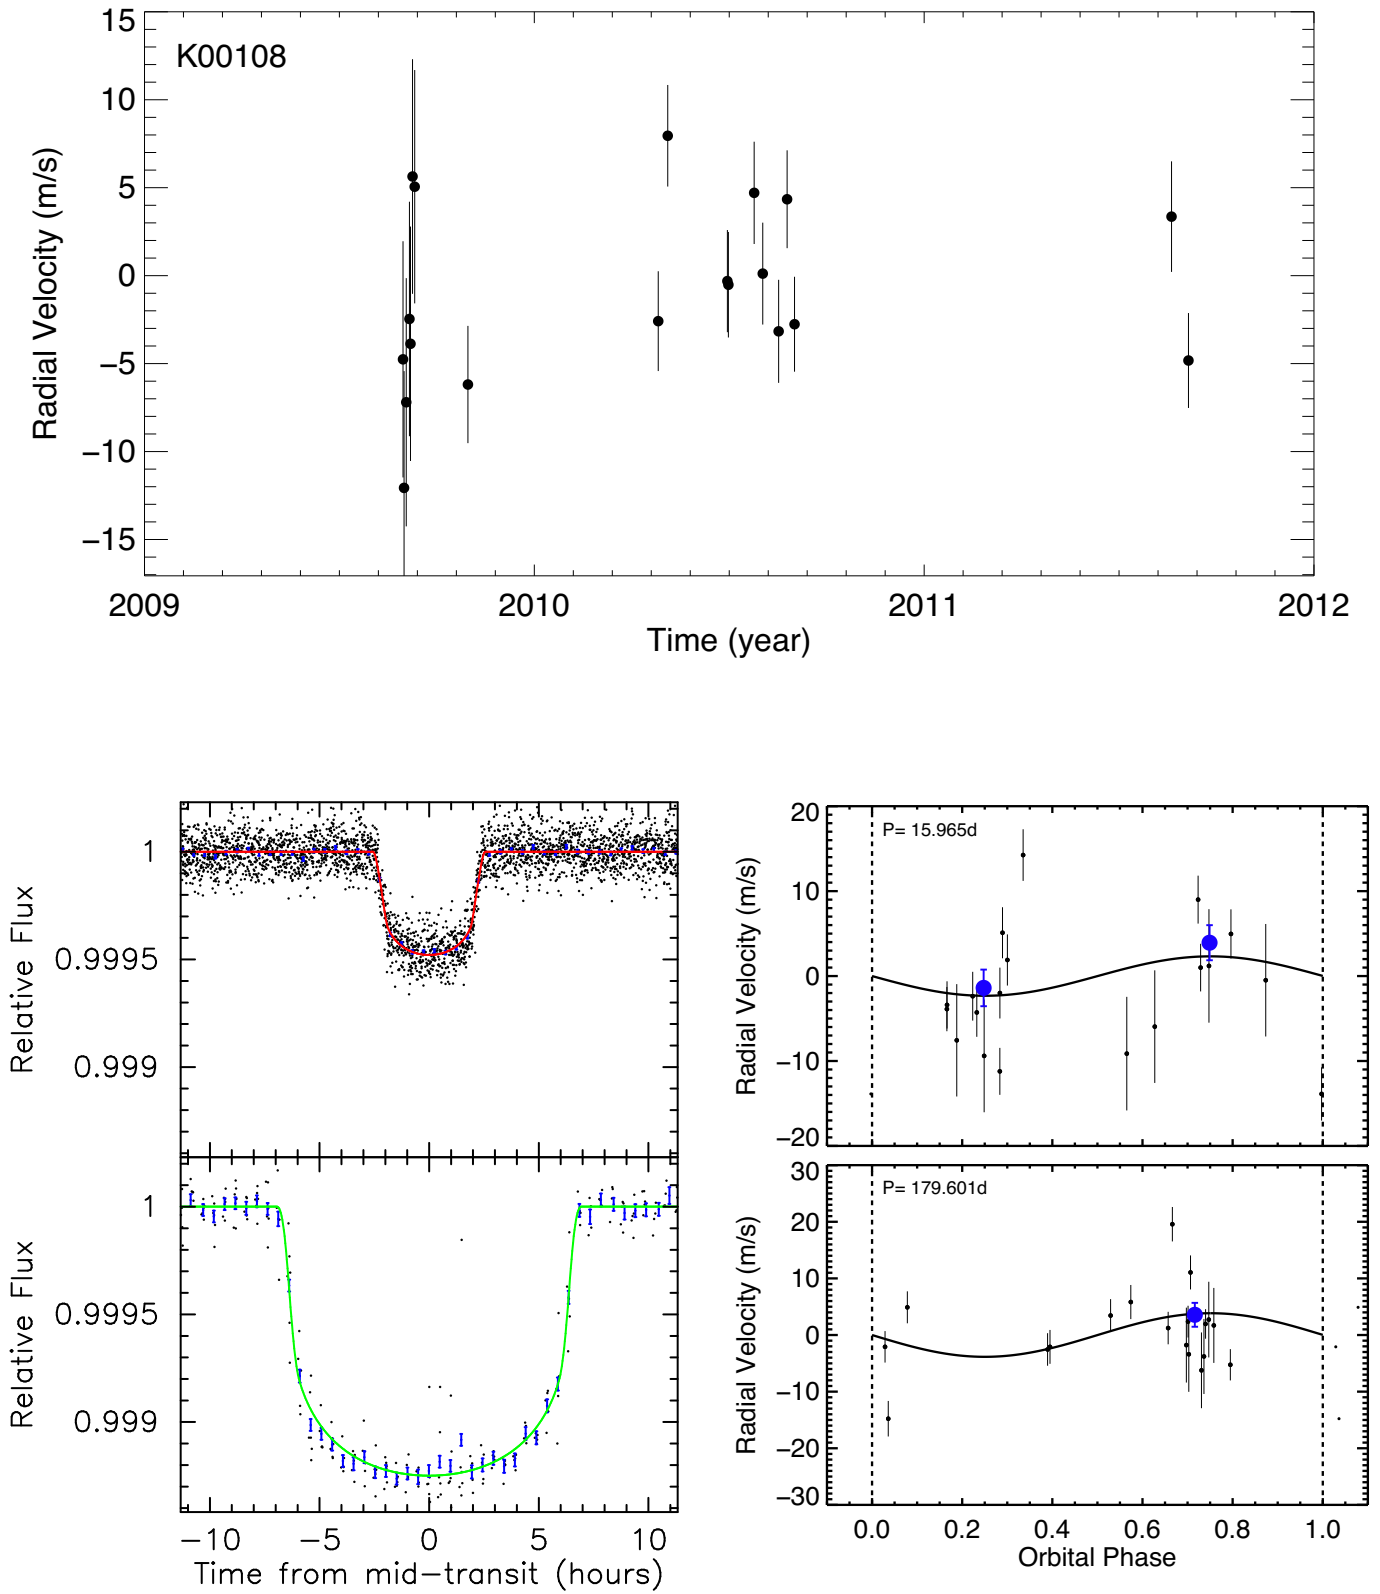 K00108
15
10
5
0
−5
−10
−15
Radial Velocity (m/s)
2009 2010 2011 2012
Time (year)
1
0.9995
0.999
Relative Flux
1
0.9995
0.999
Relative Flux
−10 −5 0 5 10
Time from mid−transit (hours)
P= 15.965d
20
10
0
−10
−20
Radial Velocity (m/s)
P= 179.601d
30
20
10
0
−10
−20
−30
Radial Velocity (m/s)
0.0 0.2 0.4 0.6 0.8 1.0
Orbital Phase